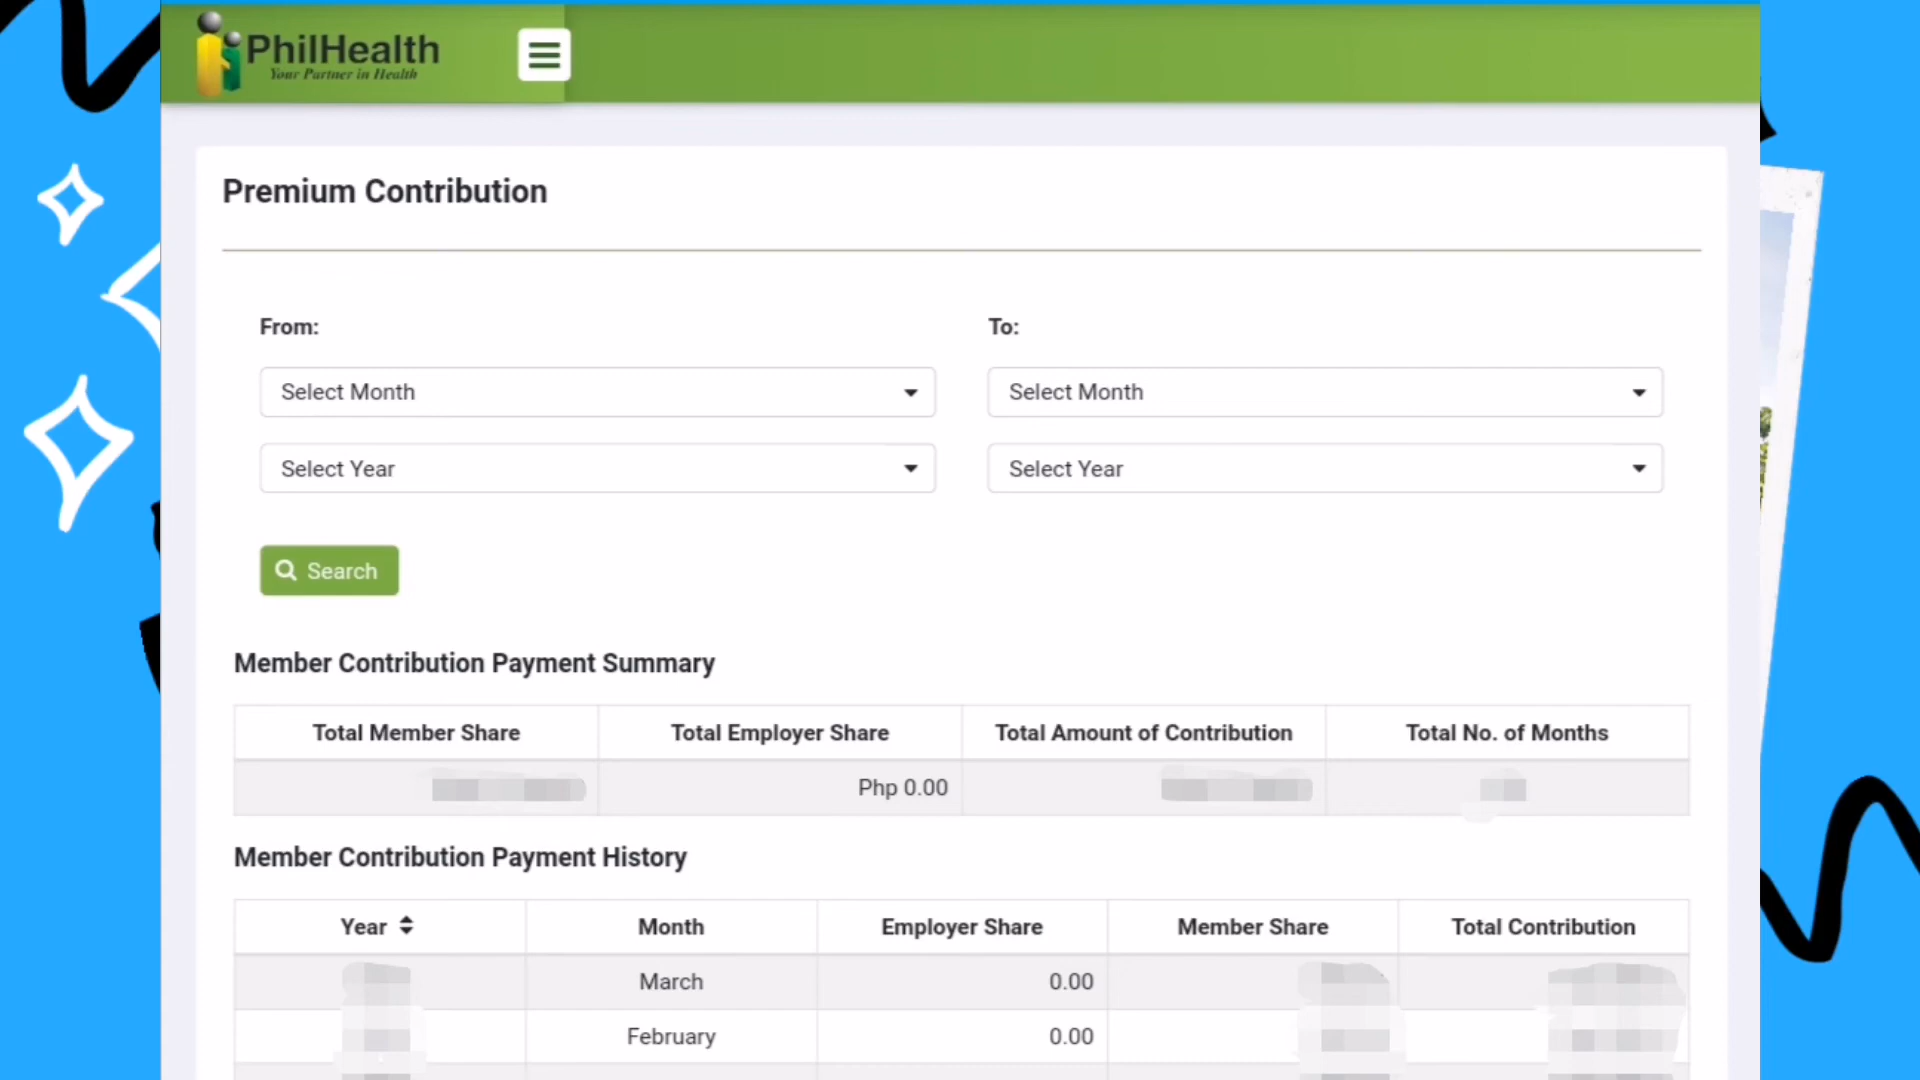 PhilHealth
Your Partner in Health
Premium Contribution
From:
To:
Select Month
Select Month
Select Year
Select Year
Search
Member Contribution Payment Summary
Total Member Share Total Employer Share Total Amount of Contribution Total No. of Months
Php 0.00
Member Contribution Payment History
Year Month Employer Share Member Share Total Contribution
March 0.00
February 0.00